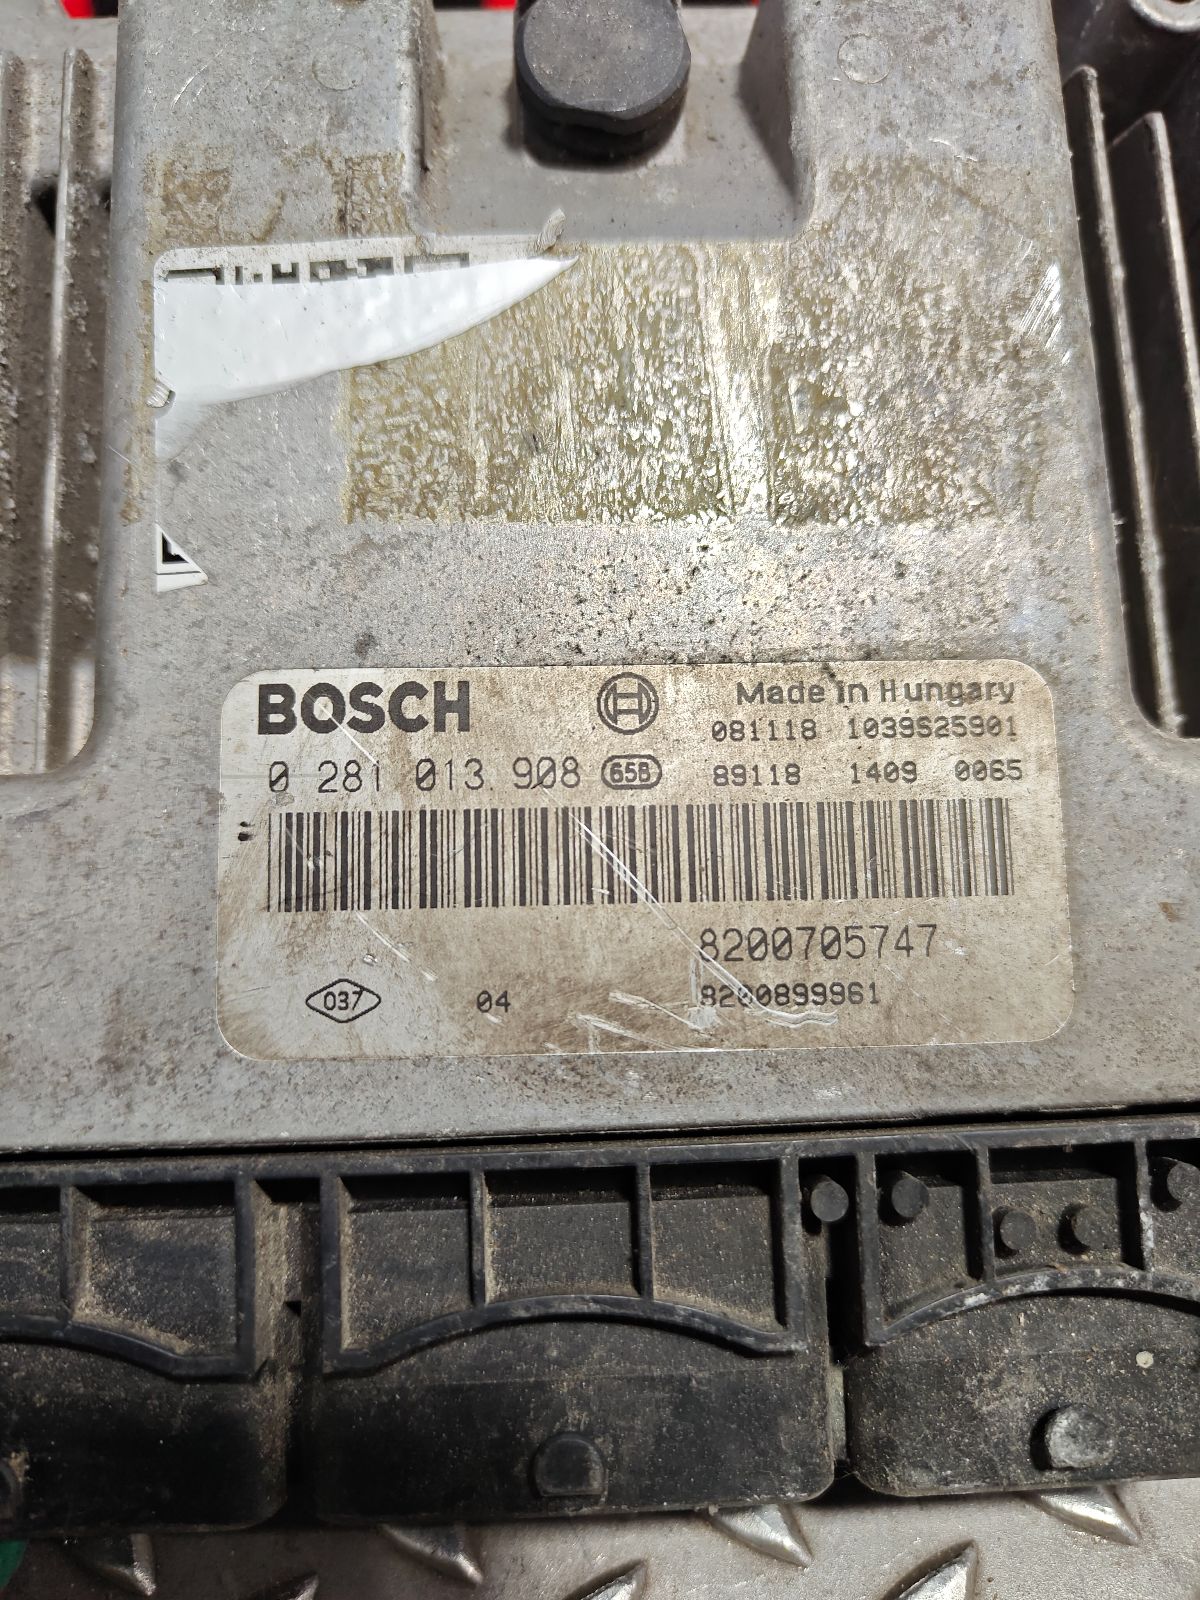 BOSCH
Made in Hungary
081118 1039S25901
0 281 013 908 65B
89118 1409 0065
8200705747
037 04 8200899961